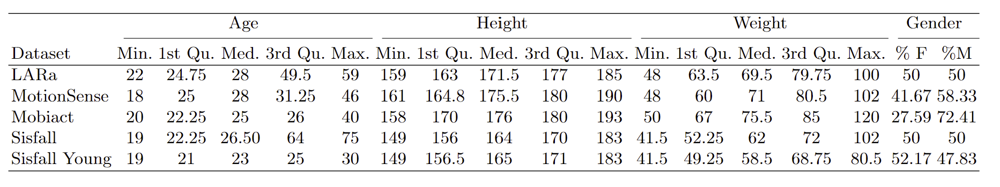 Age Height Weight Gender
Dataset Min. 1st Qu. Med. 3rd Qu. Max. Min. 1st Qu. Med. 3rd Qu. Max. Min. 1st Qu. Med. 3rd Qu. Max. % F %M
LARa 22 24.75 28 49.5 59 159 163 171.5 177 185 48 63.5 69.5 79.75 100 50 50
MotionSense 18 25 28 31.25 46 161 164.8 175.5 180 190 48 60 71 80.5 102 41.67 58.33
Mobiact 20 22.25 25 26 40 158 170 176 180 193 50 67 75.5 85 120 27.59 72.41
Sisfall 19 22.25 26.50 64 75 149 156 164 170 183 41.5 52.25 62 72 102 50 50
Sisfall Young 19 21 23 25 30 149 156.5 165 171 183 41.5 49.25 58.5 68.75 80.5 52.17 47.83